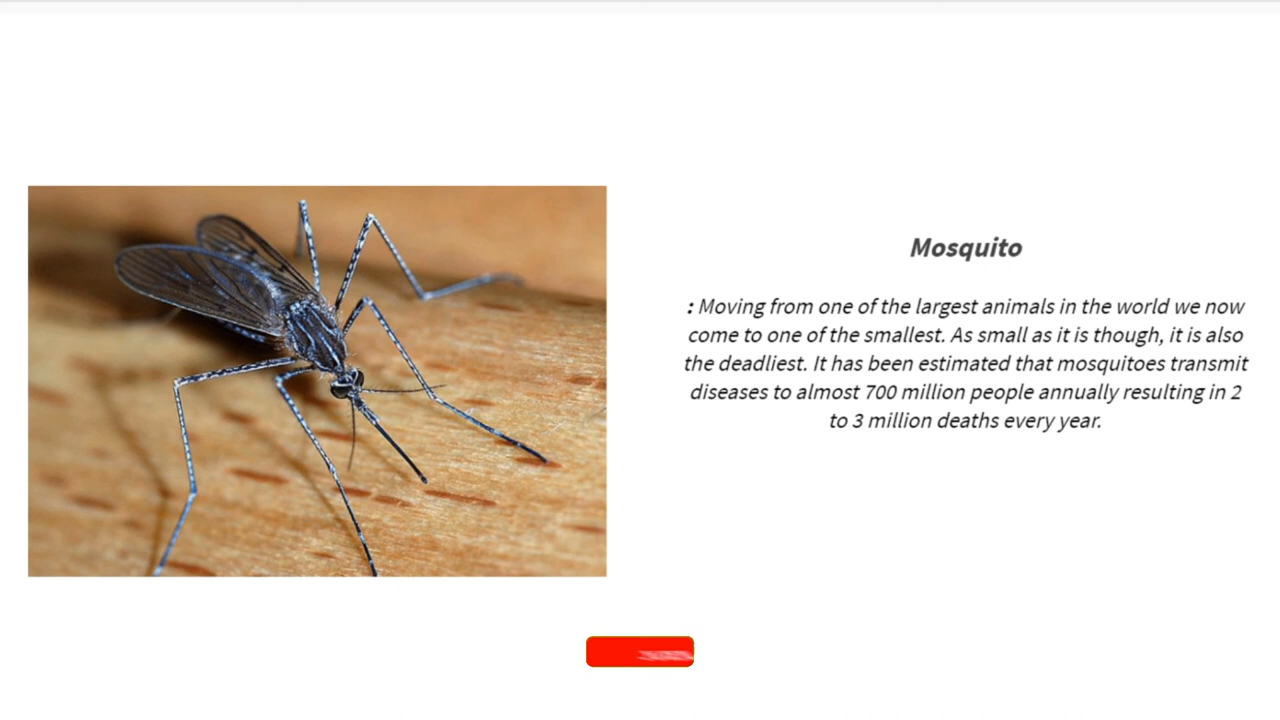 Mosquito
: Moving from one of the largest animals in the world we now
come to one of the smallest. As small as it is though, it is also
the deadliest. It has been estimated that mosquitoes transmit
diseases to almost 700 million people annually resulting in 2
to 3 million deaths every year.